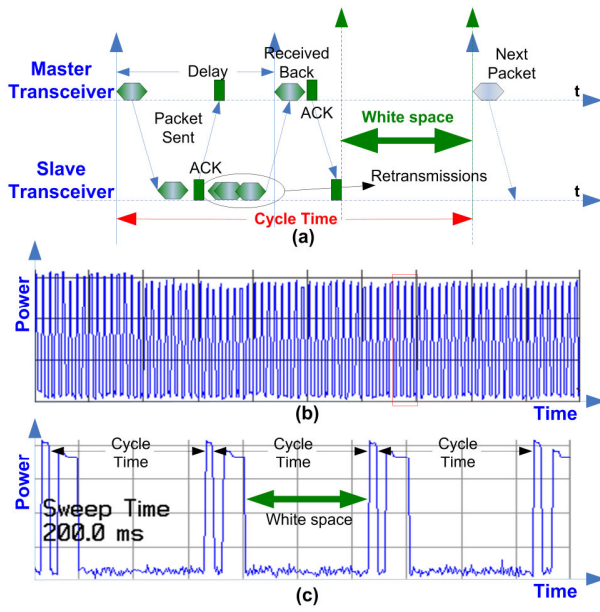 Master
Transceiver
Delay
Received
Back
ACK
Next
Packet
t
Packet
Sent
White space
Slave
Transceiver
ACK
Retransmissions
t
Cycle Time
(a)
Power
(b)
Time
Power
Cycle
Time
Cycle
Time
Cycle
Time
Sweep Time
200.0 ms
White space
Time
(c)